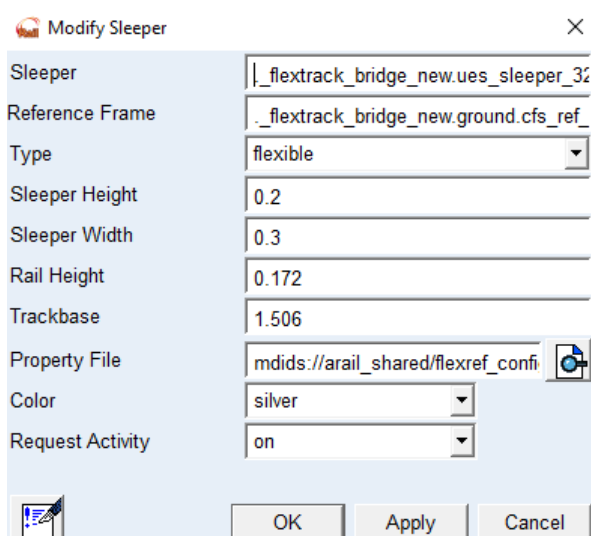 Modify Sleeper
Sleeper ._flextrack_bridge_new.ues_sleeper_32
Reference Frame ._flextrack_bridge_new.ground.cfs_ref_
Type flexible
Sleeper Height 0.2
Sleeper Width 0.3
Rail Height 0.172
Trackbase 1.506
Property File mdids://arail_shared/flexref_confi
Color silver
Request Activity on
OK Apply Cancel